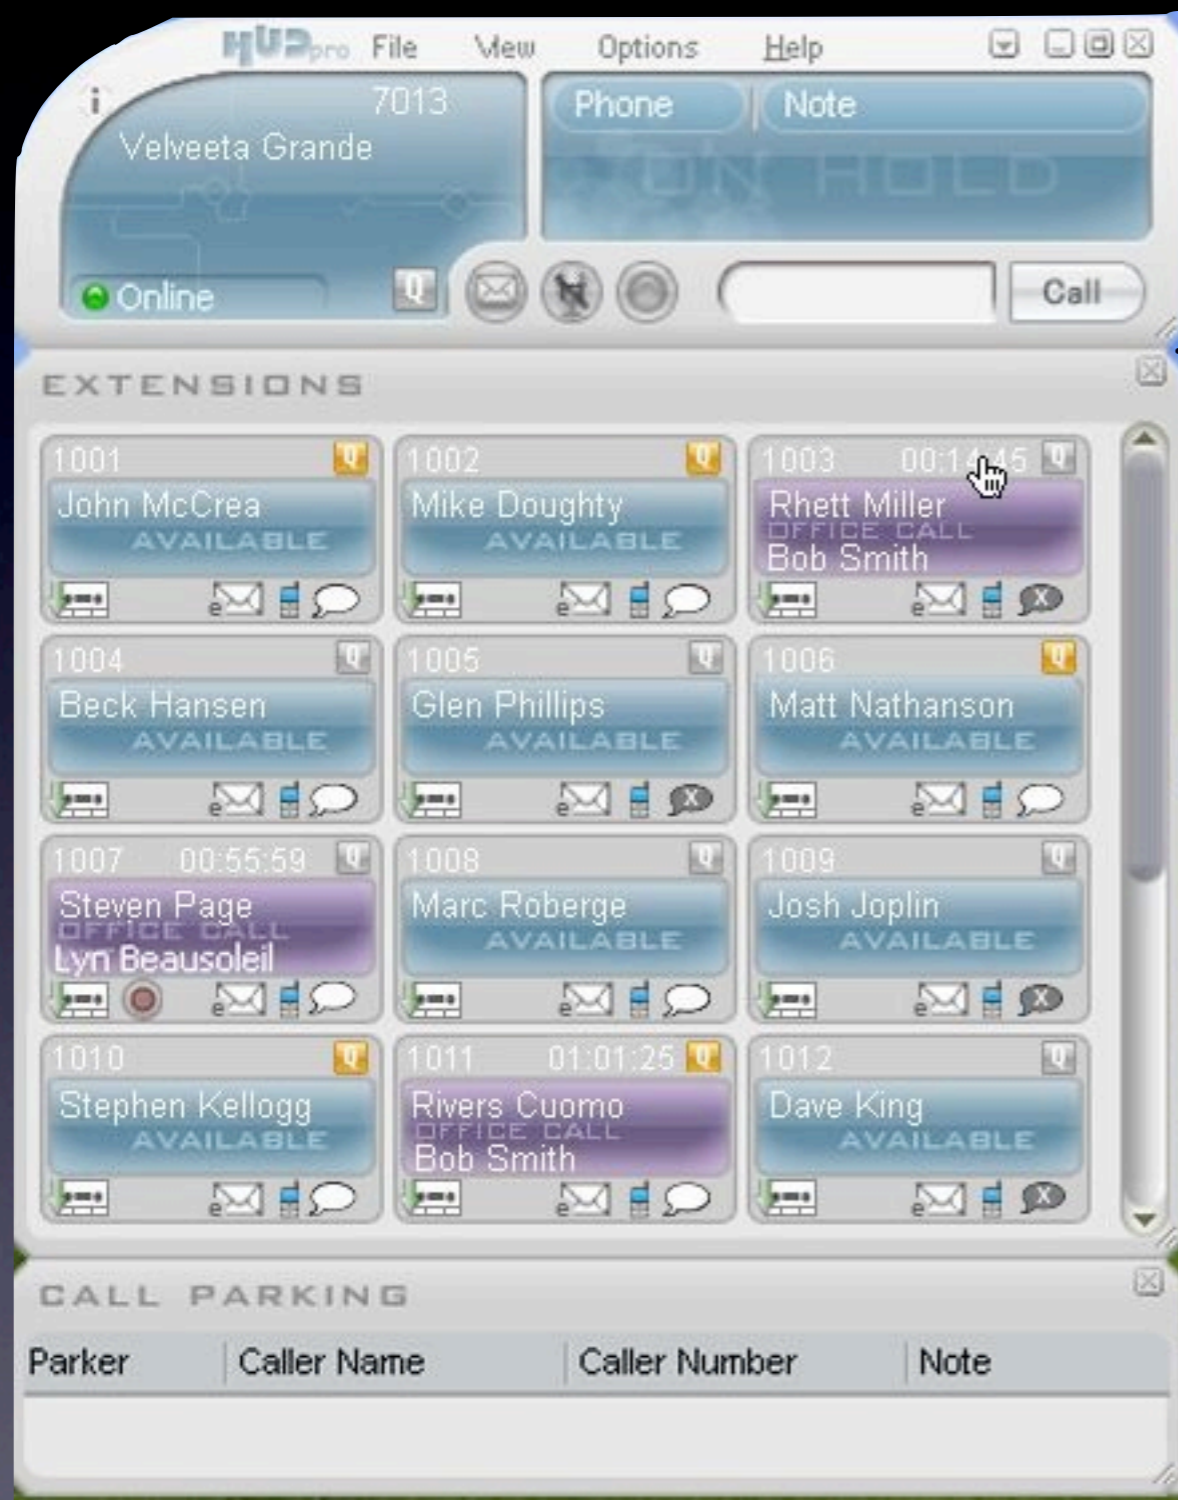 HUDpro File View Options Help
i 7013
Velveeta Grande
Phone Note
ON HOLD
Online Q Call
EXTENSIONS
1001 Q 1002 Q 1003 Q
John McCrea Mike Doughty Rhett Miller
AVAILABLE AVAILABLE OFFICE CALL
Bob Smith
e e e X
1004 Q 1005 Q 1006 Q
Beck Hansen Glen Phillips Matt Nathanson
AVAILABLE AVAILABLE AVAILABLE
e e X e
1007 00:55:59 Q 1008 Q 1009 Q
Steven Page Marc Roberge Josh Joplin
OFFICE CALL AVAILABLE AVAILABLE
Lyn Beausoleil
e e e X
1010 Q 1011 01:01:25 Q 1012 Q
Stephen Kellogg Rivers Cuomo Dave King
AVAILABLE OFFICE CALL AVAILABLE
Bob Smith
e e e X
CALL PARKING
Parker Caller Name Caller Number Note